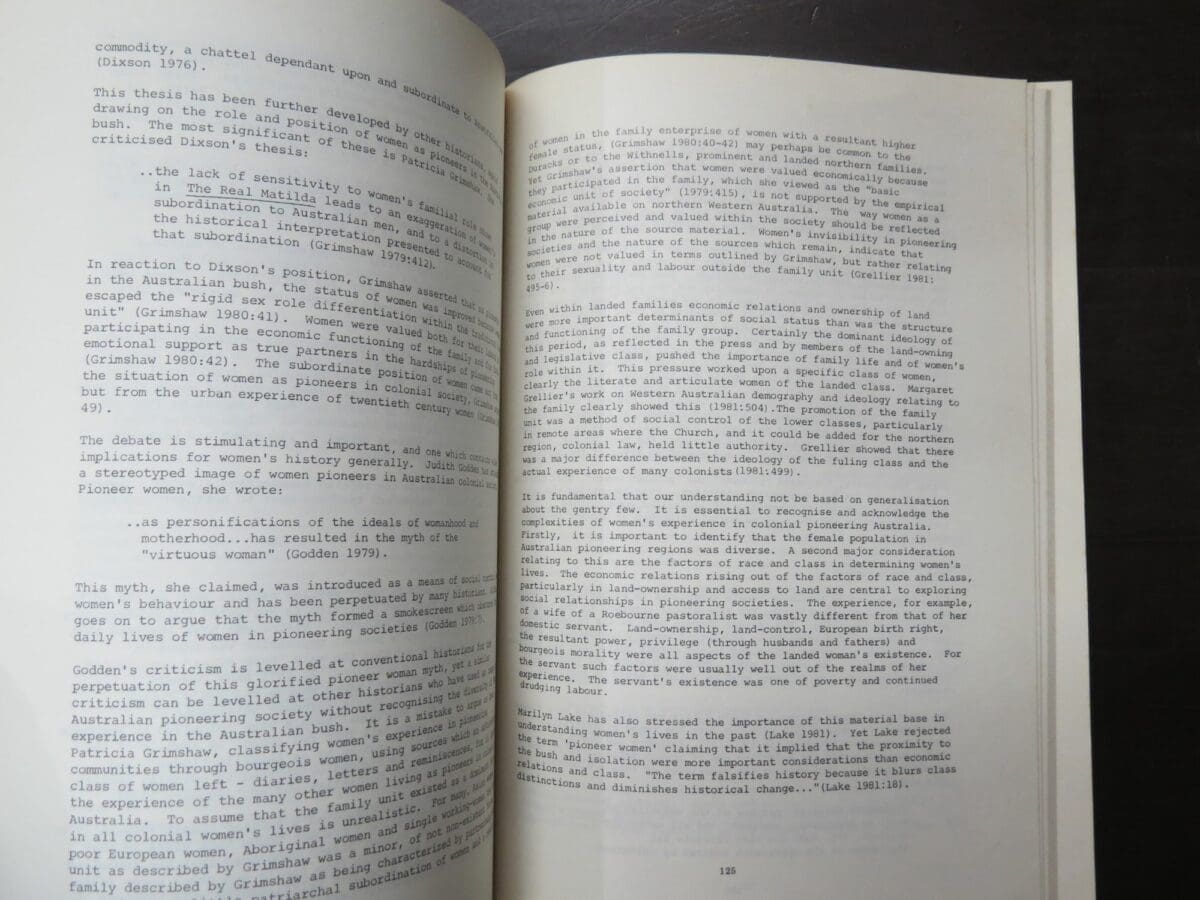 commodity, a chattel dependant upon and subordinate to
(Dixson 1976).
This thesis has been further developed by other historians,
drawing on the role and position of women as pioneers in the
bush. The most significant of these is Patricia Grimshaw. She
criticised Dixson's thesis:
..the lack of sensitivity to women's familial role
in The Real Matilda leads to an exaggeration of women's
subordination to Australian men, and to a distortion in
the historical interpretation presented to account for
that subordination (Grimshaw 1979:412).
In reaction to Dixson's position, Grimshaw asserted that as
in the Australian bush, the status of women was improved because
escaped the "rigid sex role differentiation within the traditional
unit" (Grimshaw 1980:41). Women were valued both for their
participating in the economic functioning of the family and for
emotional support as true partners in the hardships of pioneering
(Grimshaw 1980:42). The subordinate position of women came not
the situation of women as pioneers in colonial society, (Grimshaw
but from the urban experience of twentieth century women (Grimshaw
49).
The debate is stimulating and important, and one which contains
implications for women's history generally. Judith Godden has
a stereotyped image of women pioneers in Australian colonial
Pioneer women, she wrote:
..as personifications of the ideals of womanhood and
motherhood...has resulted in the myth of the
"virtuous woman" (Godden 1979).
This myth, she claimed, was introduced as a means of social
women's behaviour and has been perpetuated by many historians.
goes on to argue that the myth formed a smokescreen which
daily lives of women in pioneering societies (Godden 1979:
Godden's criticism is levelled at conventional historians for the
perpetuation of this glorified pioneer woman myth, yet a similar
criticism can be levelled at other historians who have used
Australian pioneering society without recognising the diversity of
experience in the Australian bush. It is a mistake to argue
Patricia Grimshaw, classifying women's experience in pioneering
communities through bourgeois women, using sources which an
class of women left - diaries, letters and reminiscences,
the experience of the many other women living as pioneers in
Australia. To assume that the family unit existed as a dominant
in all colonial women's lives is unrealistic. For many,
poor European women, Aboriginal women and single working-
unit as described by Grimshaw was a minor, of not non-existent
family described by Grimshaw as being characterized by
patriarchal subordination of women and
of women in the family enterprise of women with a resultant higher
female status, (Grimshaw 1980:40-42) may perhaps be common to the
Duracks or to the Withnells, prominent and landed northern families.
Yet Grimshaw's assertion that women were valued economically because
they participated in the family, which she viewed as the "basic
economic unit of society" (1979:415), is not supported by the empirical
material available on northern Western Australia. The way women as a
group were perceived and valued within the society should be reflected
in the nature of the source material. Women's invisibility in pioneering
societies and the nature of the sources which remain, indicate that
women were not valued in terms outlined by Grimshaw, but rather relating
to their sexuality and labour outside the family unit (Grellier 1981:
495-6).
Even within landed families economic relations and ownership of land
were more important determinants of social status than was the structure
and functioning of the family group. Certainly the dominant ideology of
this period, as reflected in the press and by members of the land-owning
and legislative class, pushed the importance of family life and of women's
role within it. This pressure worked upon a specific class of women,
clearly the literate and articulate women of the landed class. Margaret
Grellier's work on Western Australian demography and ideology relating to
the family clearly showed this (1981:504).The promotion of the family
unit was a method of social control of the lower classes, particularly
in remote areas where the Church, and it could be added for the northern
region, colonial law, held little authority. Grellier showed that there
was a major difference between the ideology of the fuling class and the
actual experience of many colonists (1981:499).
It is fundamental that our understanding not be based on generalisation
about the gentry few. It is essential to recognise and acknowledge the
complexities of women's experience in colonial pioneering Australia.
Firstly, it is important to identify that the female population in
Australian pioneering regions was diverse. A second major consideration
relating to this are the factors of race and class in determining women's
lives. The economic relations rising out of the factors of race and class,
particularly in land-ownership and access to land are central to exploring
social relationships in pioneering societies. The experience, for example,
of a wife of a Roebourne pastoralist was vastly different from that of her
domestic servant. Land-ownership, land-control, European birth right,
the resultant power, privilege (through husbands and fathers) and
bourgeois morality were all aspects of the landed woman's existence. For
the servant such factors were usually well out of the realms of her
experience. The servant's existence was one of poverty and continued
drudging labour.
Marilyn Lake has also stressed the importance of this material base in
understanding women's lives in the past (Lake 1981). Yet Lake rejected
the term 'pioneer women' claiming that it implied that the proximity to
the bush and isolation were more important considerations than economic
relations and class. "The term falsifies history because it blurs class
distinctions and diminishes historical change..."(Lake 1981:18).
125